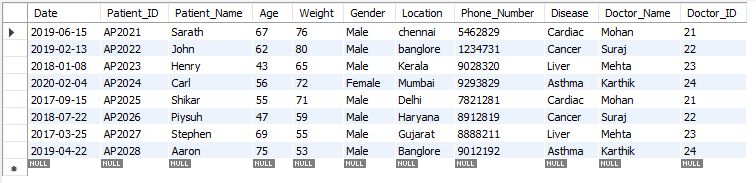 Date Patient_ID Patient_Name Age Weight Gender Location Phone_Number Disease Doctor_Name Doctor_ID
2019-06-15 AP2021 Sarath 67 76 Male chennai 5462829 Cardiac Mohan 21
2019-02-13 AP2022 John 62 80 Male banglore 1234731 Cancer Suraj 22
2018-01-08 AP2023 Henry 43 65 Male Kerala 9028320 Liver Mehta 23
2020-02-04 AP2024 Carl 56 72 Female Mumbai 9293829 Asthma Karthik 24
2017-09-15 AP2025 Shikar 55 71 Male Delhi 7821281 Cardiac Mohan 21
2018-07-22 AP2026 Piysuh 47 59 Male Haryana 8912819 Cancer Suraj 22
2017-03-25 AP2027 Stephen 69 55 Male Gujarat 8888211 Liver Mehta 23
2019-04-22 AP2028 Aaron 75 53 Male Banglore 9012192 Asthma Karthik 24
NULL NULL NULL NULL NULL NULL NULL NULL NULL NULL NULL